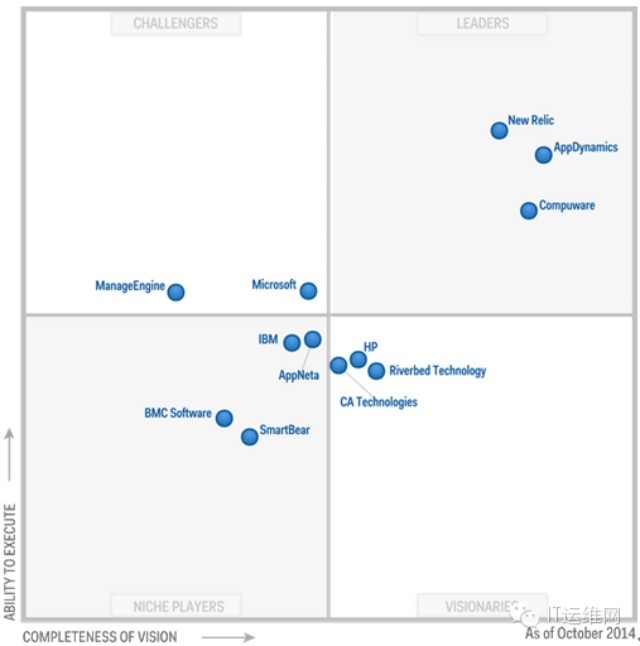 CHALLENGERS
LEADERS
New Relic
AppDynamics
Compuware
ManageEngine
Microsoft
IBM
AppNeta
HP
Riverbed Technology
CA Technologies
BMC Software
SmartBear
ABILITY TO EXECUTE
NICHE PLAYERS
VISIONARIES
IT运维网
COMPLETENESS OF VISION
As of October 2014